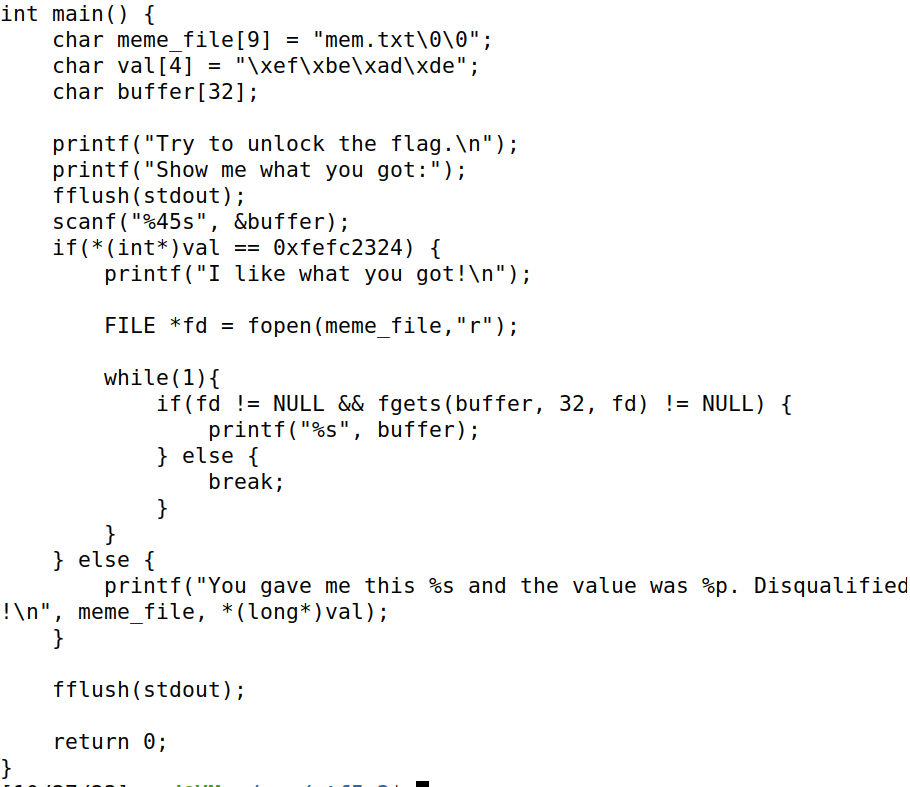 int main() {
    char meme_file[9] = "mem.txt\0\0";
    char val[4] = "\xef\xbe\xad\xde";
    char buffer[32];

    printf("Try to unlock the flag.\n");
    printf("Show me what you got:");
    fflush(stdout);
    scanf("%45s", &buffer);
    if(*(int*)val == 0xfefc2324) {
        printf("I like what you got!\n");

        FILE *fd = fopen(meme_file,"r");

        while(1){
            if(fd != NULL && fgets(buffer, 32, fd) != NULL) {
                printf("%s", buffer);
            } else {
                break;
            }
        }
    } else {
        printf("You gave me this %s and the value was %p. Disqualified
!\n", meme_file, *(long*)val);
    }

    fflush(stdout);

    return 0;
}